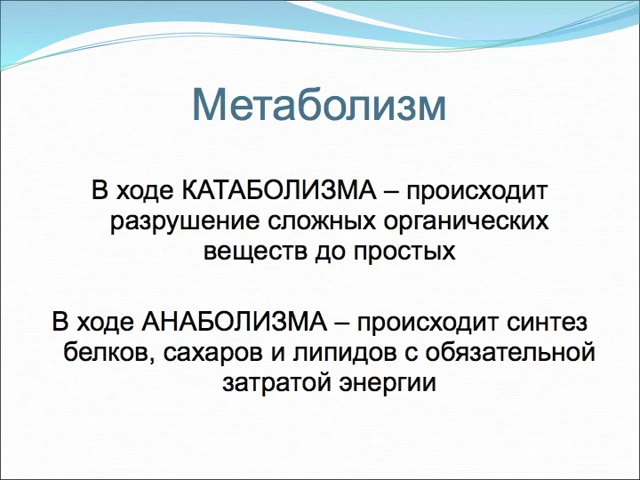 Метаболизм
В ходе КАТАБОЛИЗМА – происходит
разрушение сложных органических
веществ до простых
В ходе АНАБОЛИЗМА – происходит синтез
белков, сахаров и липидов с обязательной
затратой энергии